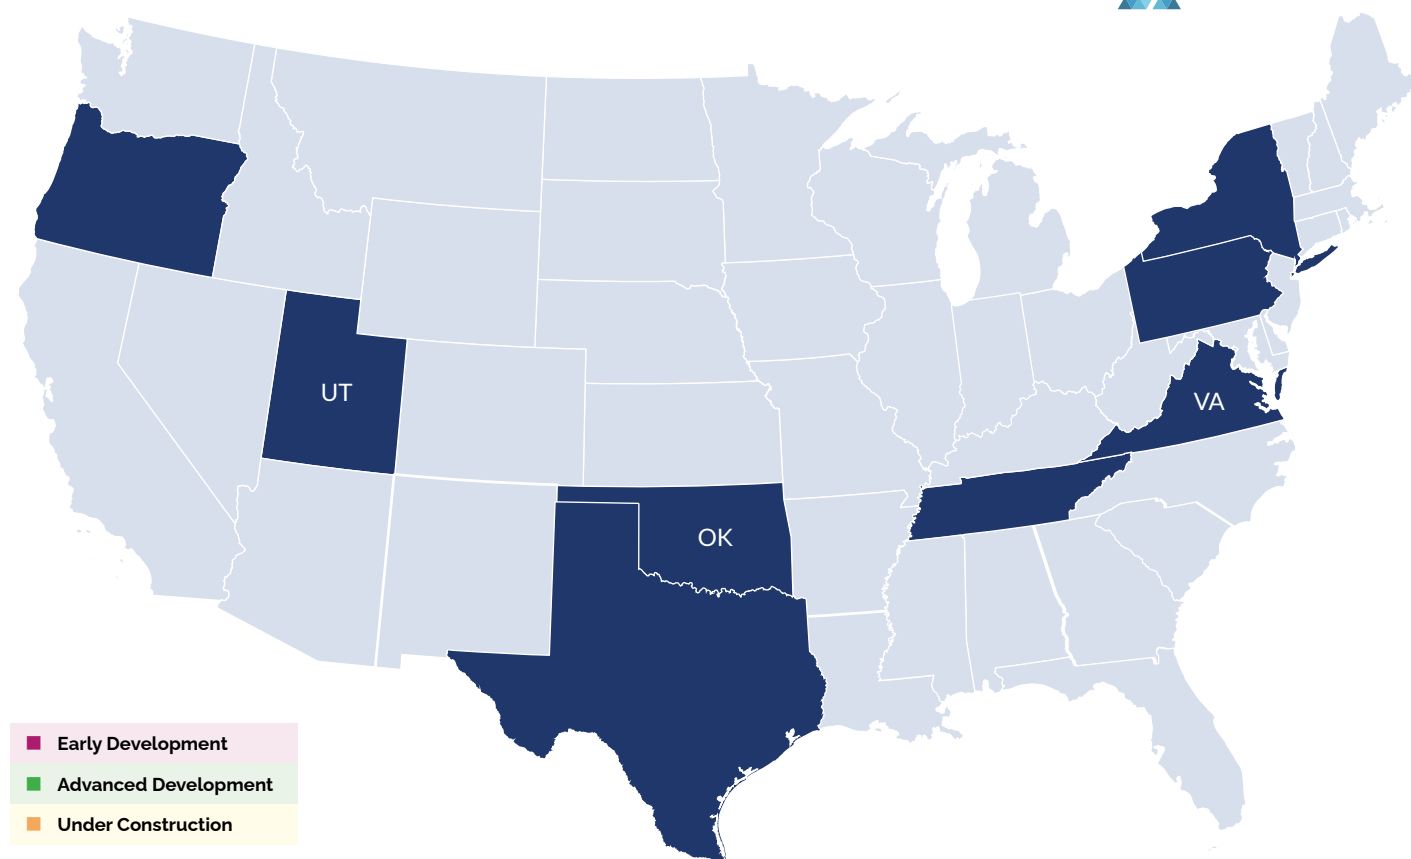 UT
VA
OK
Early Development
Advanced Development
Under Construction